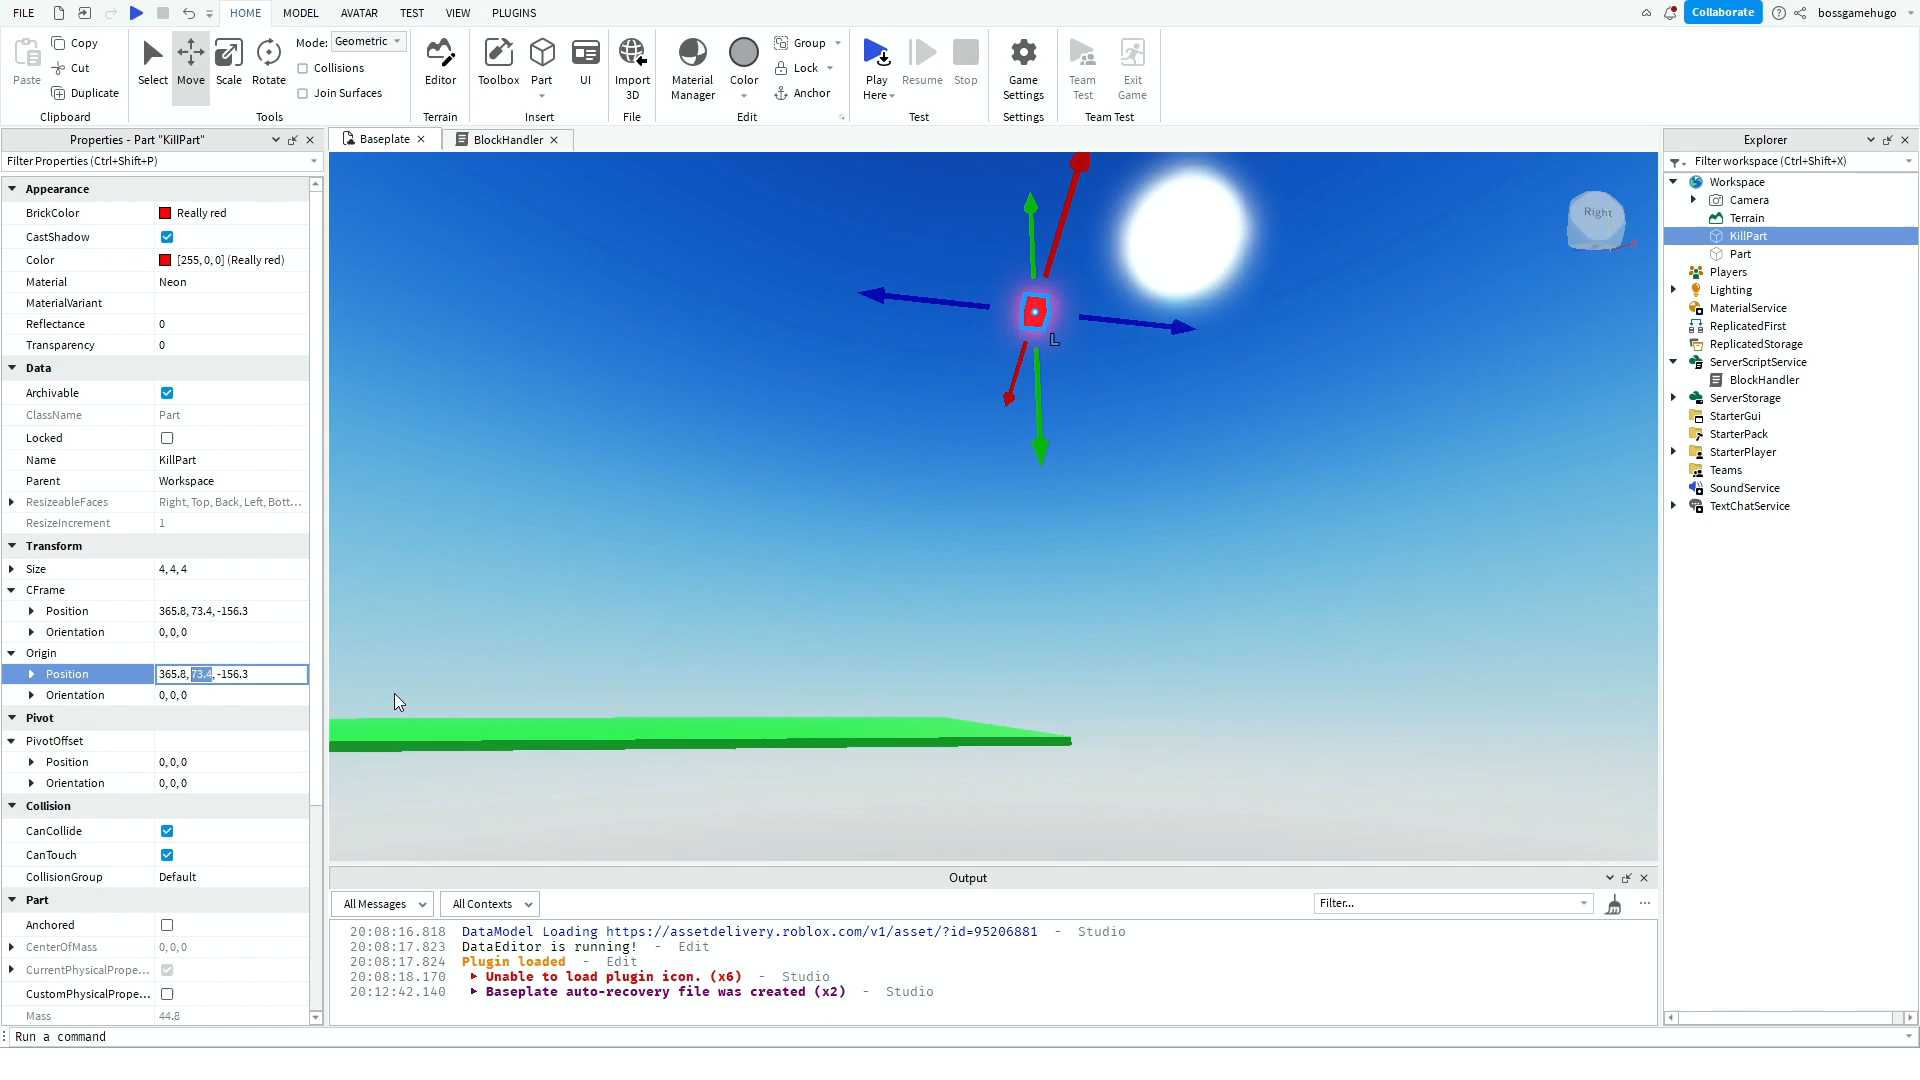 FILE HOME MODEL AVATAR TEST VIEW PLUGINS Collaborate bossgamehugo
Paste Copy Cut Duplicate Clipboard
Select Move Scale Rotate Mode: Geometric Collisions Join Surfaces Tools
Editor Terrain
Toolbox Part UI Insert
Import 3D File
Material Manager Color Group Lock Anchor Edit
Play Here Resume Stop Test
Game Settings Settings
Team Test Exit Game Team Test
Properties - Part "KillPart"
Filter Properties (Ctrl+Shift+P)
Appearance
BrickColor Really red
CastShadow
Color [255, 0, 0] (Really red)
Material Neon
MaterialVariant
Reflectance 0
Transparency 0
Data
Archivable
ClassName Part
Locked
Name KillPart
Parent Workspace
ResizeableFaces Right, Top, Back, Left, Bott...
ResizeIncrement 1
Transform
Size 4, 4, 4
CFrame
Position 365.8, 73.4, -156.3
Orientation 0, 0, 0
Origin
Position 365.8, 73.4, -156.3
Orientation 0, 0, 0
Pivot
PivotOffset
Position 0, 0, 0
Orientation 0, 0, 0
Collision
CanCollide
CanTouch
CollisionGroup Default
Part
Anchored
CenterOfMass 0, 0, 0
CurrentPhysicalPrope...
CustomPhysicalPrope...
Mass 44.8
Baseplate BlockHandler
Right
L
Output
All Messages All Contexts Filter...
20:08:16.818 DataModel Loading https://assetdelivery.roblox.com/v1/asset/?id=95206881 - Studio
20:08:17.823 DataEditor is running! - Edit
20:08:17.824 Plugin loaded - Edit
20:08:18.170 Unable to load plugin icon. (x6) - Studio
20:12:42.140 Baseplate auto-recovery file was created (x2) - Studio
Explorer
Filter workspace (Ctrl+Shift+X)
Workspace
Camera
Terrain
KillPart
Part
Players
Lighting
MaterialService
ReplicatedFirst
ReplicatedStorage
ServerScriptService
BlockHandler
ServerStorage
StarterGui
StarterPack
StarterPlayer
Teams
SoundService
TextChatService
Run a command